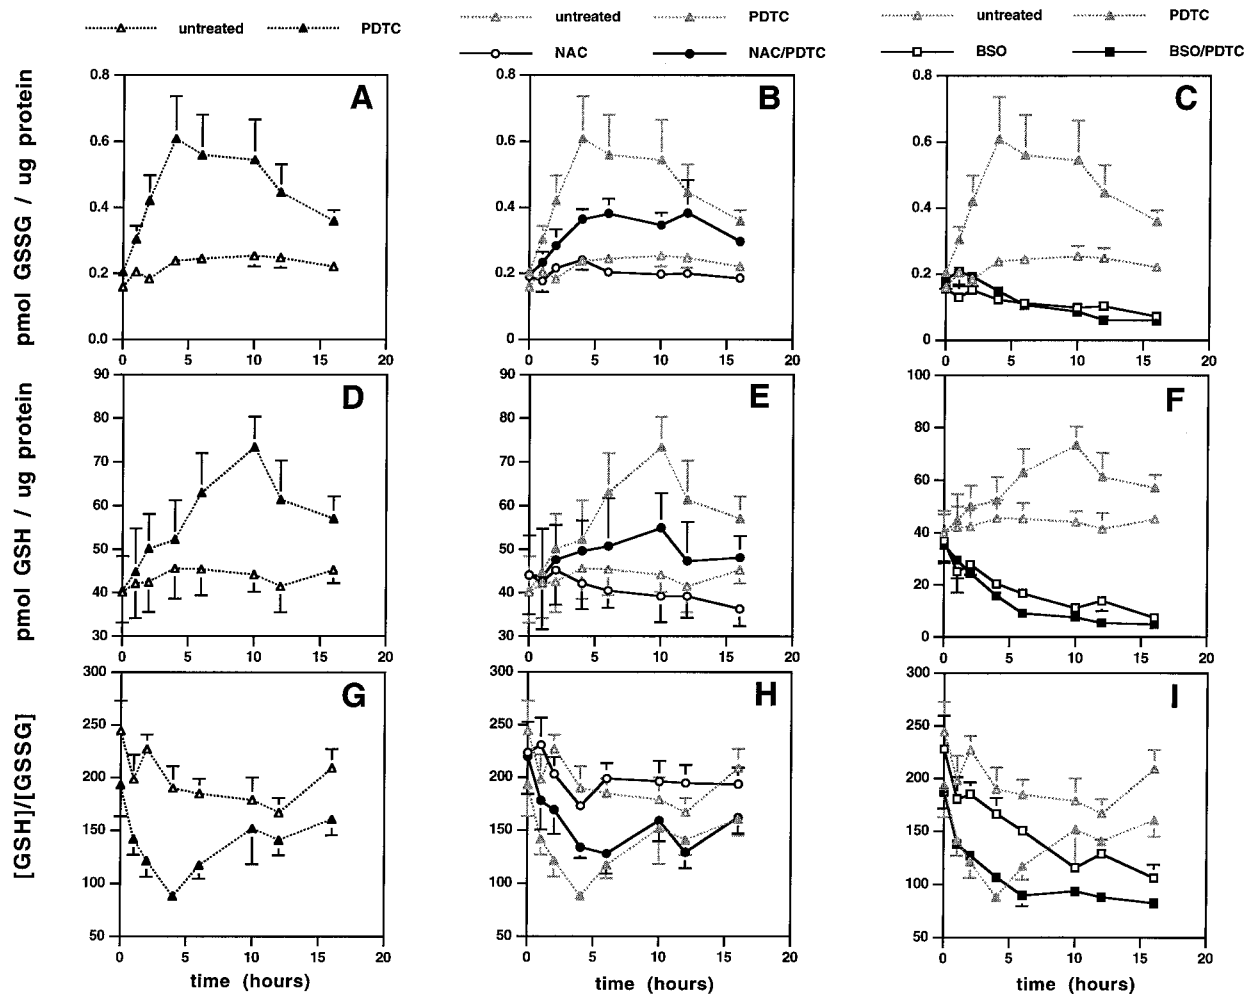 untreated PDTC
untreated PDTC
NAC NAC/PDTC
untreated PDTC
BSO BSO/PDTC
pmol GSSG / ug protein
0.8
0.6
0.4
0.2
0.0
A
0 5 10 15 20
0.8
0.6
0.4
0.2
0
B
0 5 10 15 20
0.8
0.6
0.4
0.2
0
C
0 5 10 15 20
pmol GSH / ug protein
90
80
70
60
50
40
30
D
0 5 10 15 20
90
80
70
60
50
40
30
E
0 5 10 15 20
100
80
60
40
20
0
F
0 5 10 15 20
[GSH]/[GSSG]
300
250
200
150
100
50
G
0 5 10 15 20
time (hours)
300
250
200
150
100
50
H
0 5 10 15 20
time (hours)
300
250
200
150
100
50
I
0 5 10 15 20
time (hours)